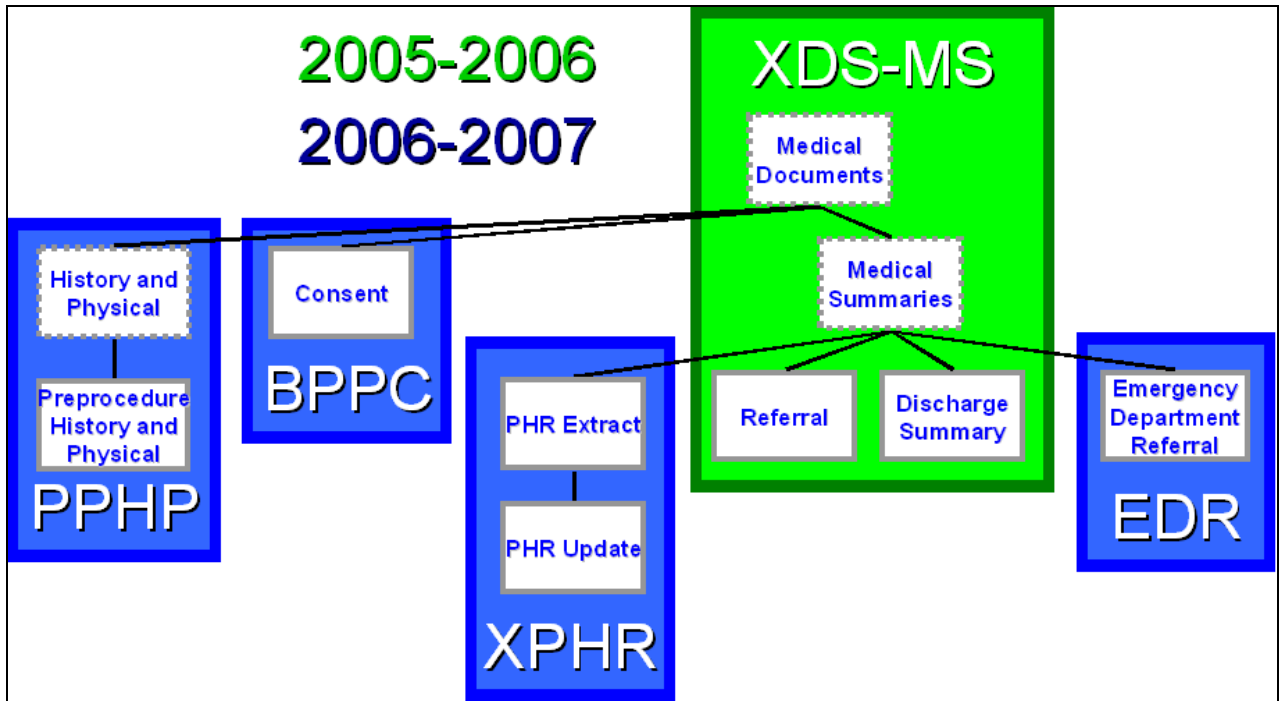 2005-2006
2006-2007
XDS-MS
Medical
Documents
Medical
Summaries
Referral
Discharge
Summary
History and
Physical
Preprocedure
History and
Physical
PPHP
Consent
BPPC
PHR Extract
PHR Update
XPHR
Emergency
Department
Referral
EDR